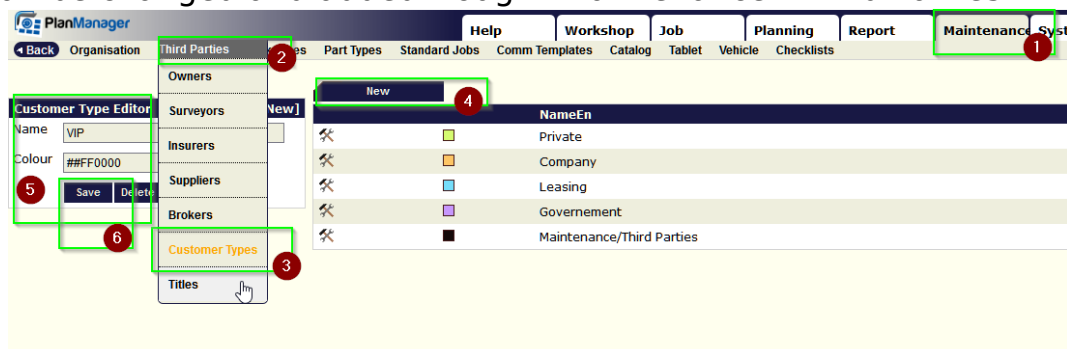 PlanManager
Help Workshop Job Planning Report Maintenance Syst
1
Back Organisation Third Parties Part Types Standard Jobs Comm Templates Catalog Tablet Vehicle Checklists
2
Owners
New
4
Customer Type Editor Surveyors New]
NameEn
Name VIP
Insurers
Private
Colour ##FF0000
Company
5
Save Delete
Suppliers
Leasing
6
Brokers
Governement
Customer Types
Maintenance/Third Parties
3
Titles